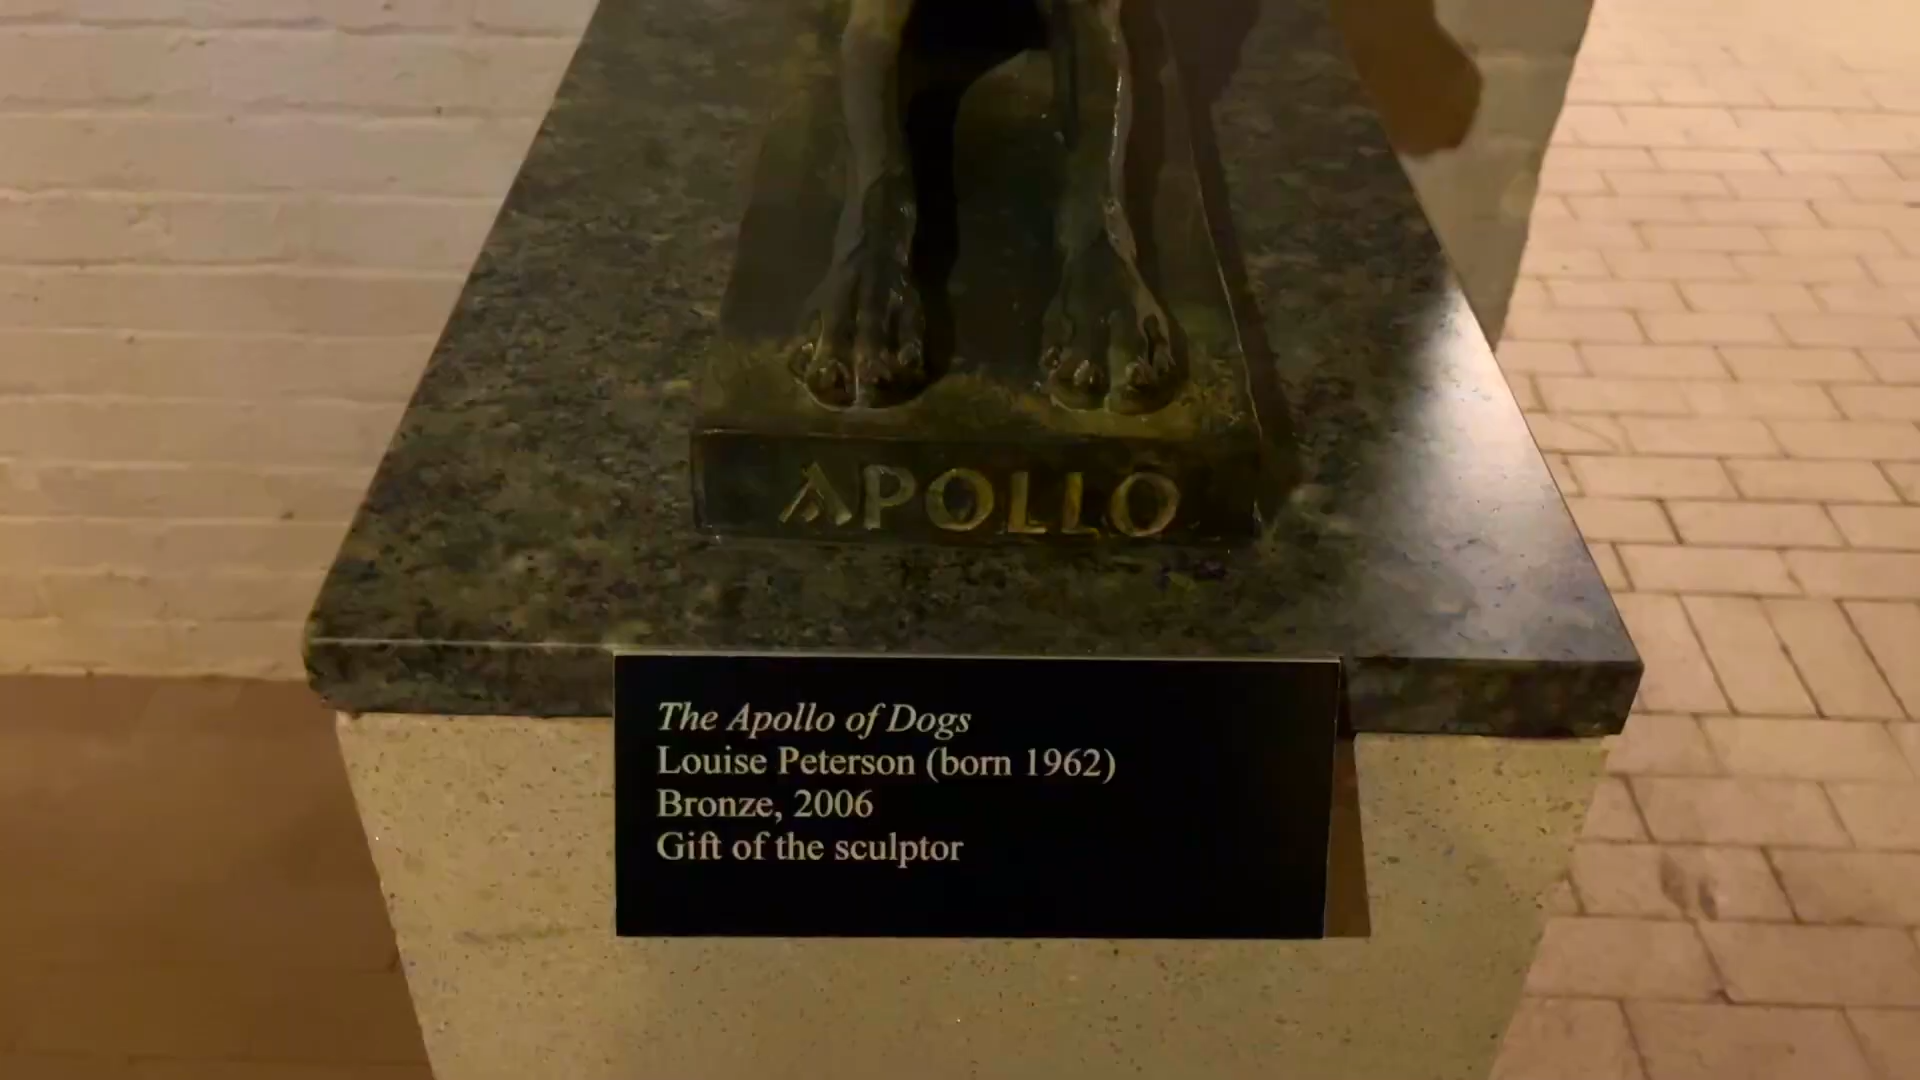 APOLLO
The Apollo of Dogs
Louise Peterson (born 1962)
Bronze, 2006
Gift of the sculptor